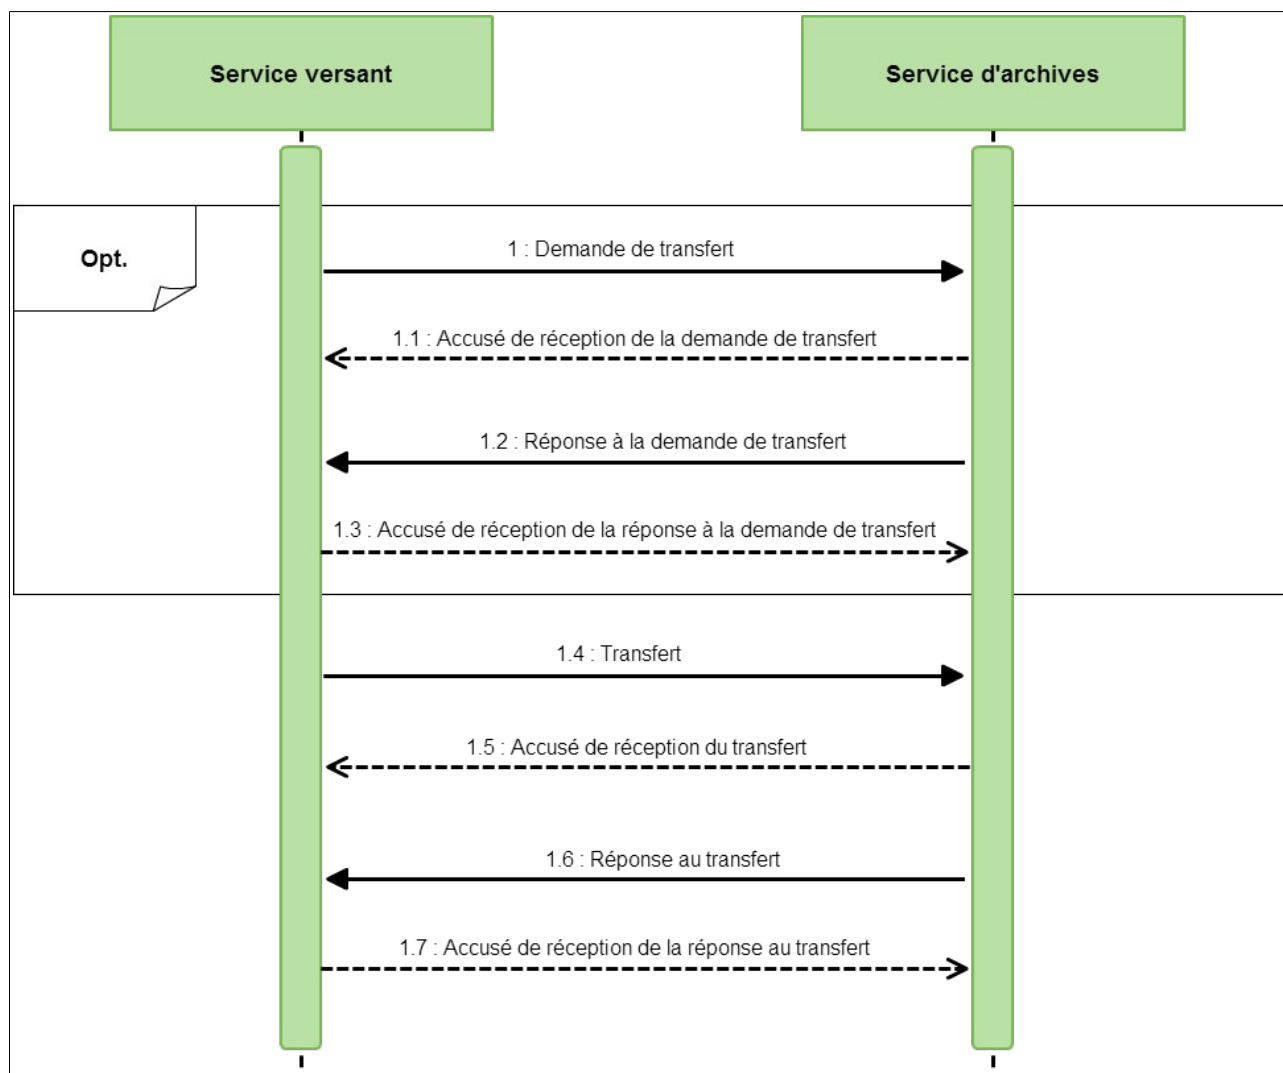 Service versant
Service d'archives
Opt.
1 : Demande de transfert
1.1 : Accusé de réception de la demande de transfert
1.2 : Réponse à la demande de transfert
1.3 : Accusé de réception de la réponse à la demande de transfert
1.4 : Transfert
1.5 : Accusé de réception du transfert
1.6 : Réponse au transfert
1.7 : Accusé de réception de la réponse au transfert